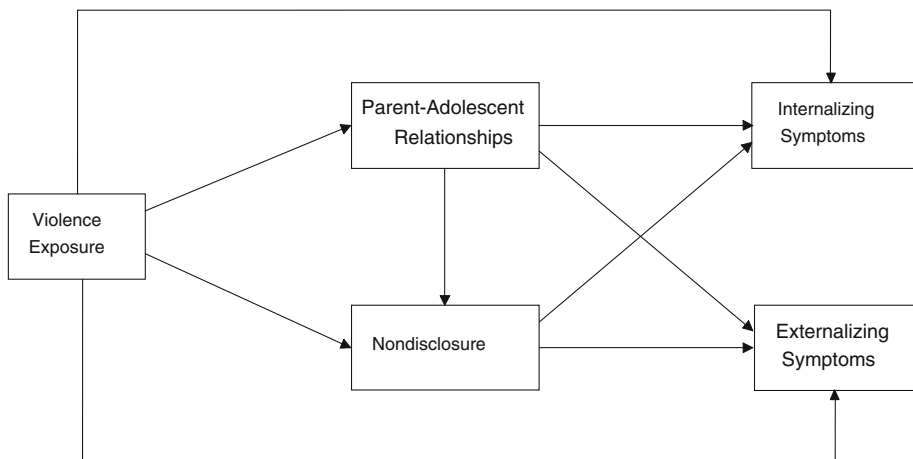 Parent-Adolescent
Relationships
Internalizing
Symptoms
Violence
Exposure
Nondisclosure
Externalizing
Symptoms